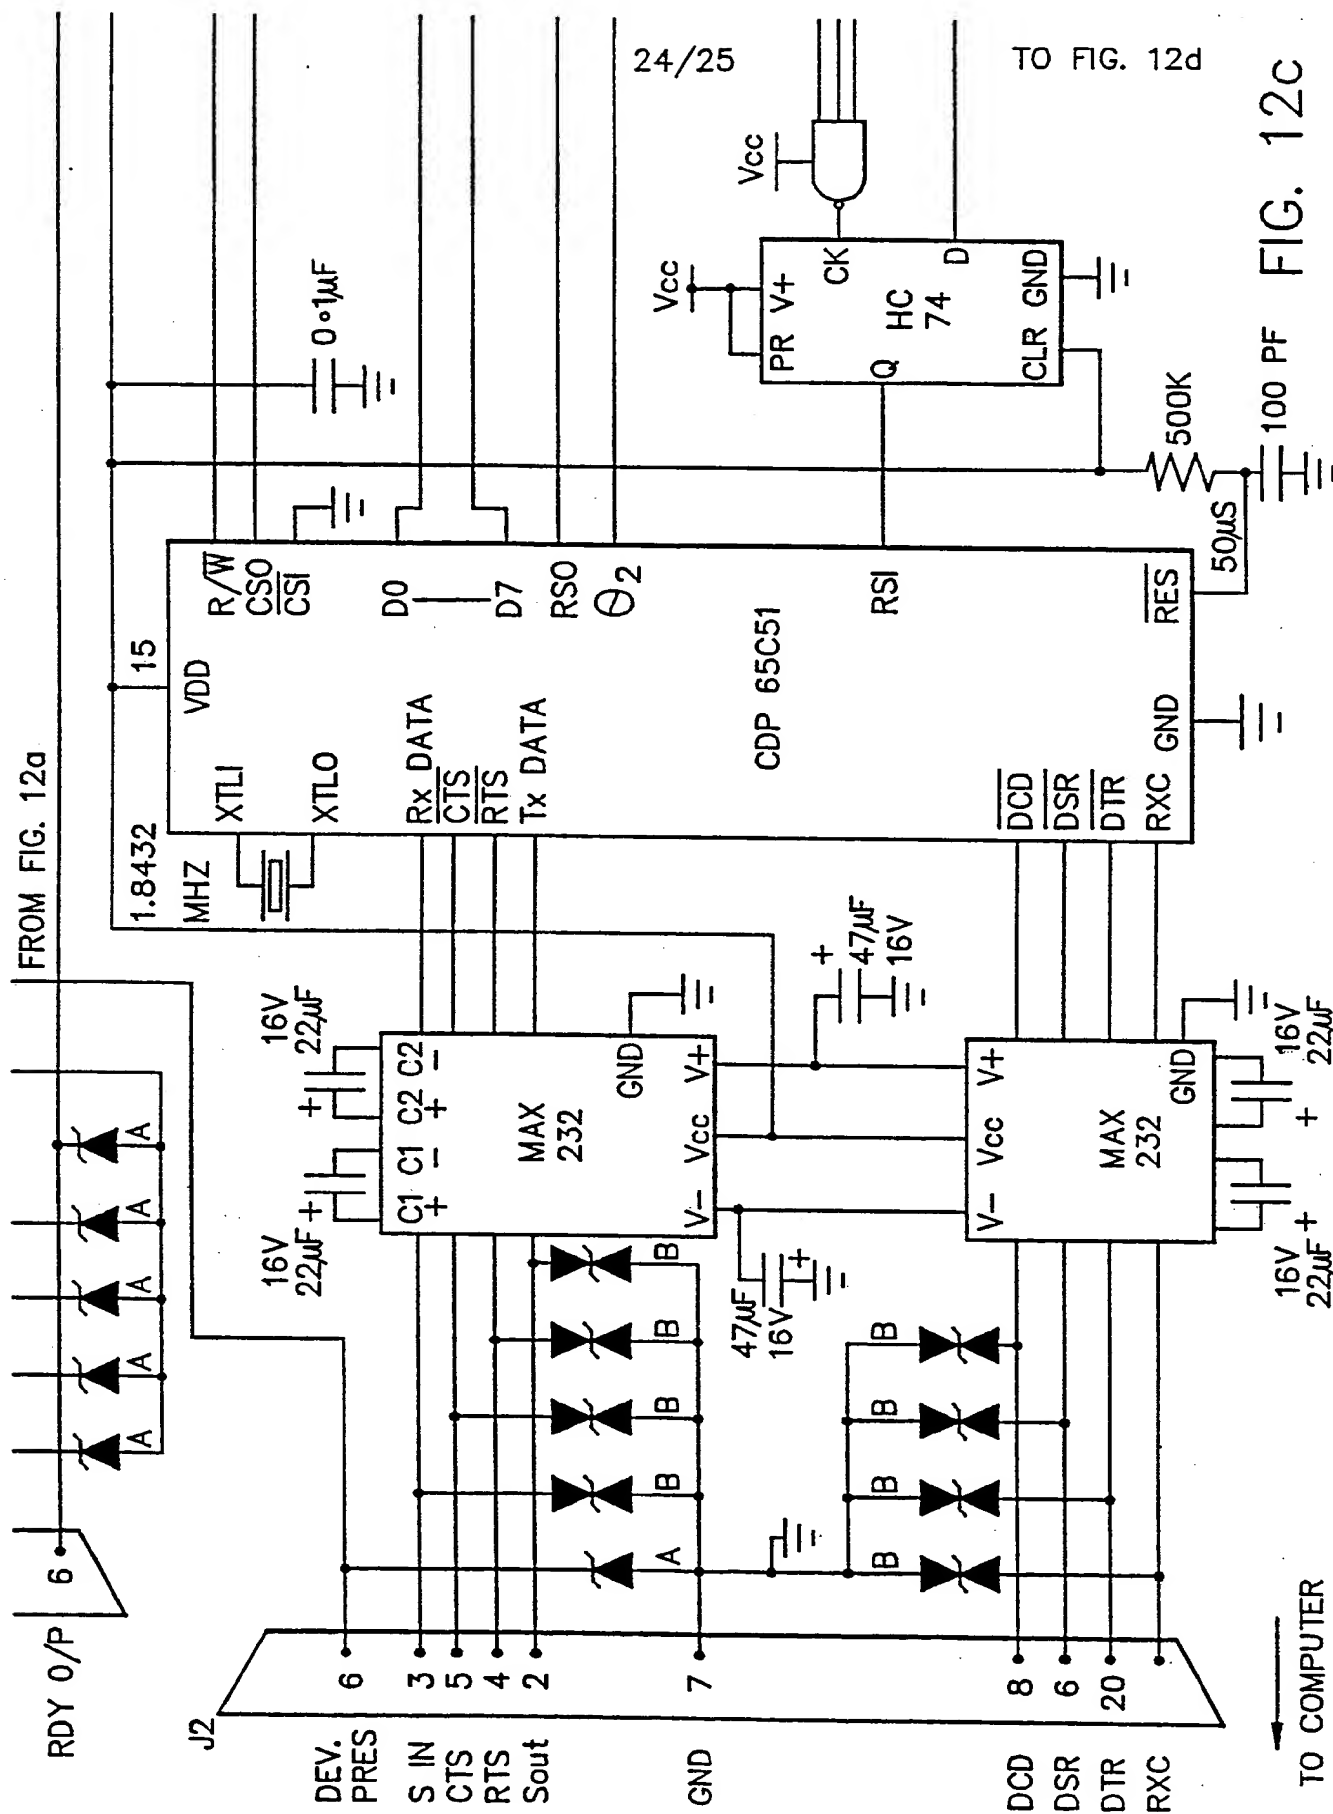 24/25
TO FIG. 12d
FIG. 12c
FROM FIG. 12a
RDY O/P
6
A
A
A
A
A
0.1µF
15
VDD
1.8432
MHZ
XTLI
XTLO
R/W
CSO
CSI
D0
D7
RSO
Θ2
Rx DATA
CTS
RTS
Tx DATA
CDP 65C51
RSI
DCD
DSR
DTR
RXC
GND
RES
50µS
500K
100 PF
Vcc
Vcc
PR
V+
CK
HC
74
Q
D
CLR
GND
16V
22µF
+
16V
22µF
+
C1
+
C1
−
C2
+
C2
−
MAX
232
GND
V−
Vcc
V+
+
47µF
16V
47µF
16V
+
V−
Vcc
V+
MAX
232
GND
16V
22µF
+
16V
22µF
+
A
B
B
B
B
B
B
B
B
J2
DEV.
PRES
6
S IN
3
CTS
5
RTS
4
Sout
2
GND
7
DCD
8
DSR
6
DTR
20
RXC
TO COMPUTER